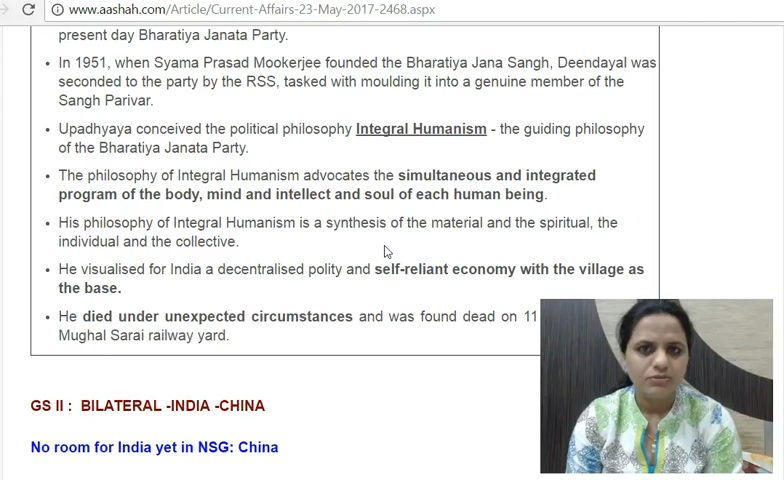 www.aashah.com/Article/Current-Affairs-23-May-2017-2468.aspx
present day Bharatiya Janata Party.
• In 1951, when Syama Prasad Mookerjee founded the Bharatiya Jana Sangh, Deendayal was
seconded to the party by the RSS, tasked with moulding it into a genuine member of the
Sangh Parivar.
• Upadhyaya conceived the political philosophy Integral Humanism - the guiding philosophy
of the Bharatiya Janata Party.
• The philosophy of Integral Humanism advocates the simultaneous and integrated
program of the body, mind and intellect and soul of each human being.
• His philosophy of Integral Humanism is a synthesis of the material and the spiritual, the
individual and the collective.
• He visualised for India a decentralised polity and self-reliant economy with the village as
the base.
• He died under unexpected circumstances and was found dead on 11
Mughal Sarai railway yard.
GS II : BILATERAL -INDIA -CHINA
No room for India yet in NSG: China